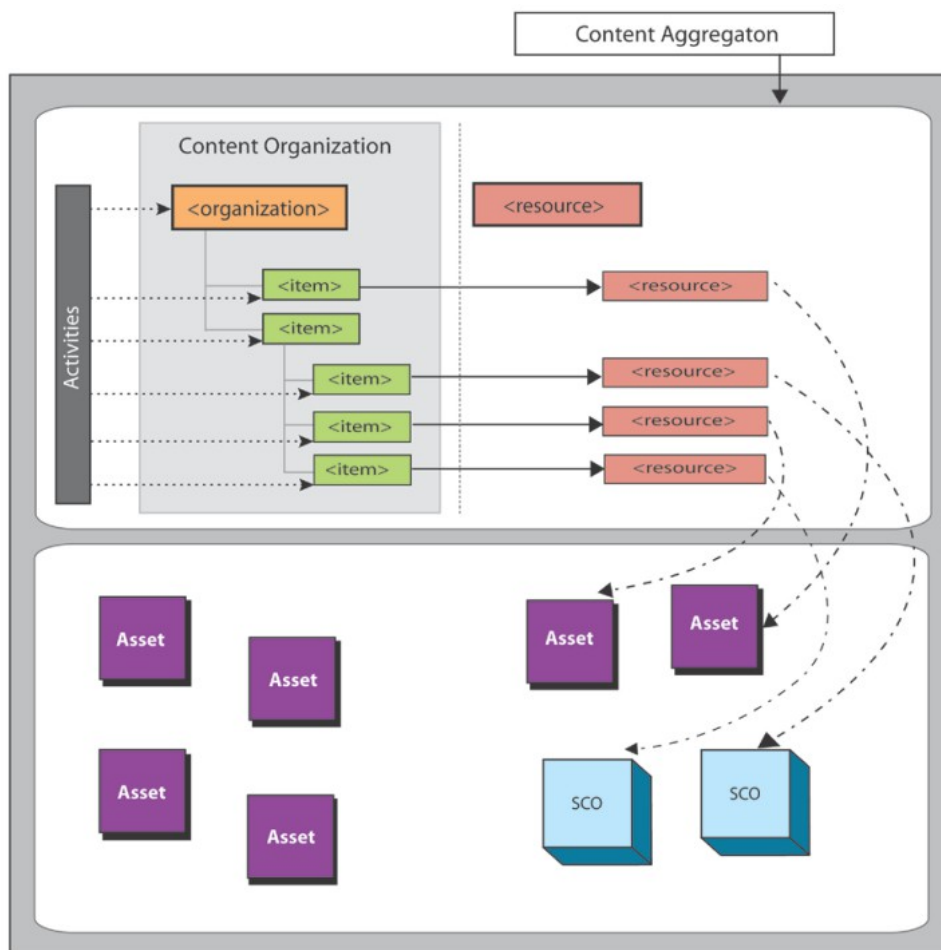 Content Aggregaton
Content Organization
Activities
<organization>
<resource>
<item>
<resource>
<item>
<item>
<resource>
<item>
<resource>
<item>
<resource>
Asset
Asset
Asset
Asset
Asset
Asset
SCO
SCO